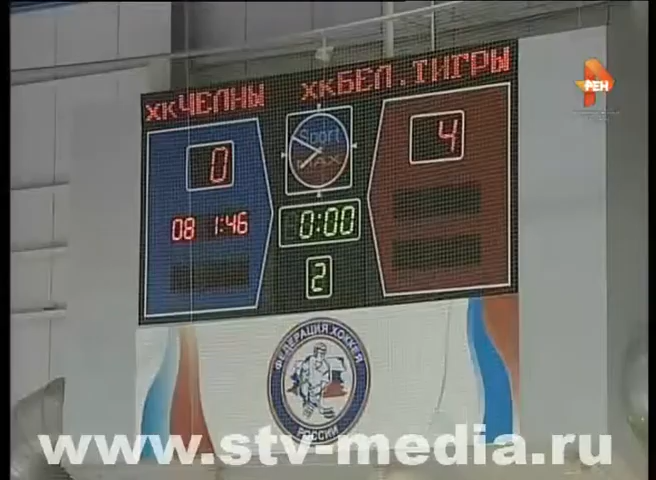 хкЧЕЛНЫ хкБЕЛ.ТИГРЫ
РЕН
Sport
MAX
0 4
08 1:46 0:00
2
ФЕДЕРАЦИЯ ХОККЕЯ
РОССИИ
www.stv-media.ru